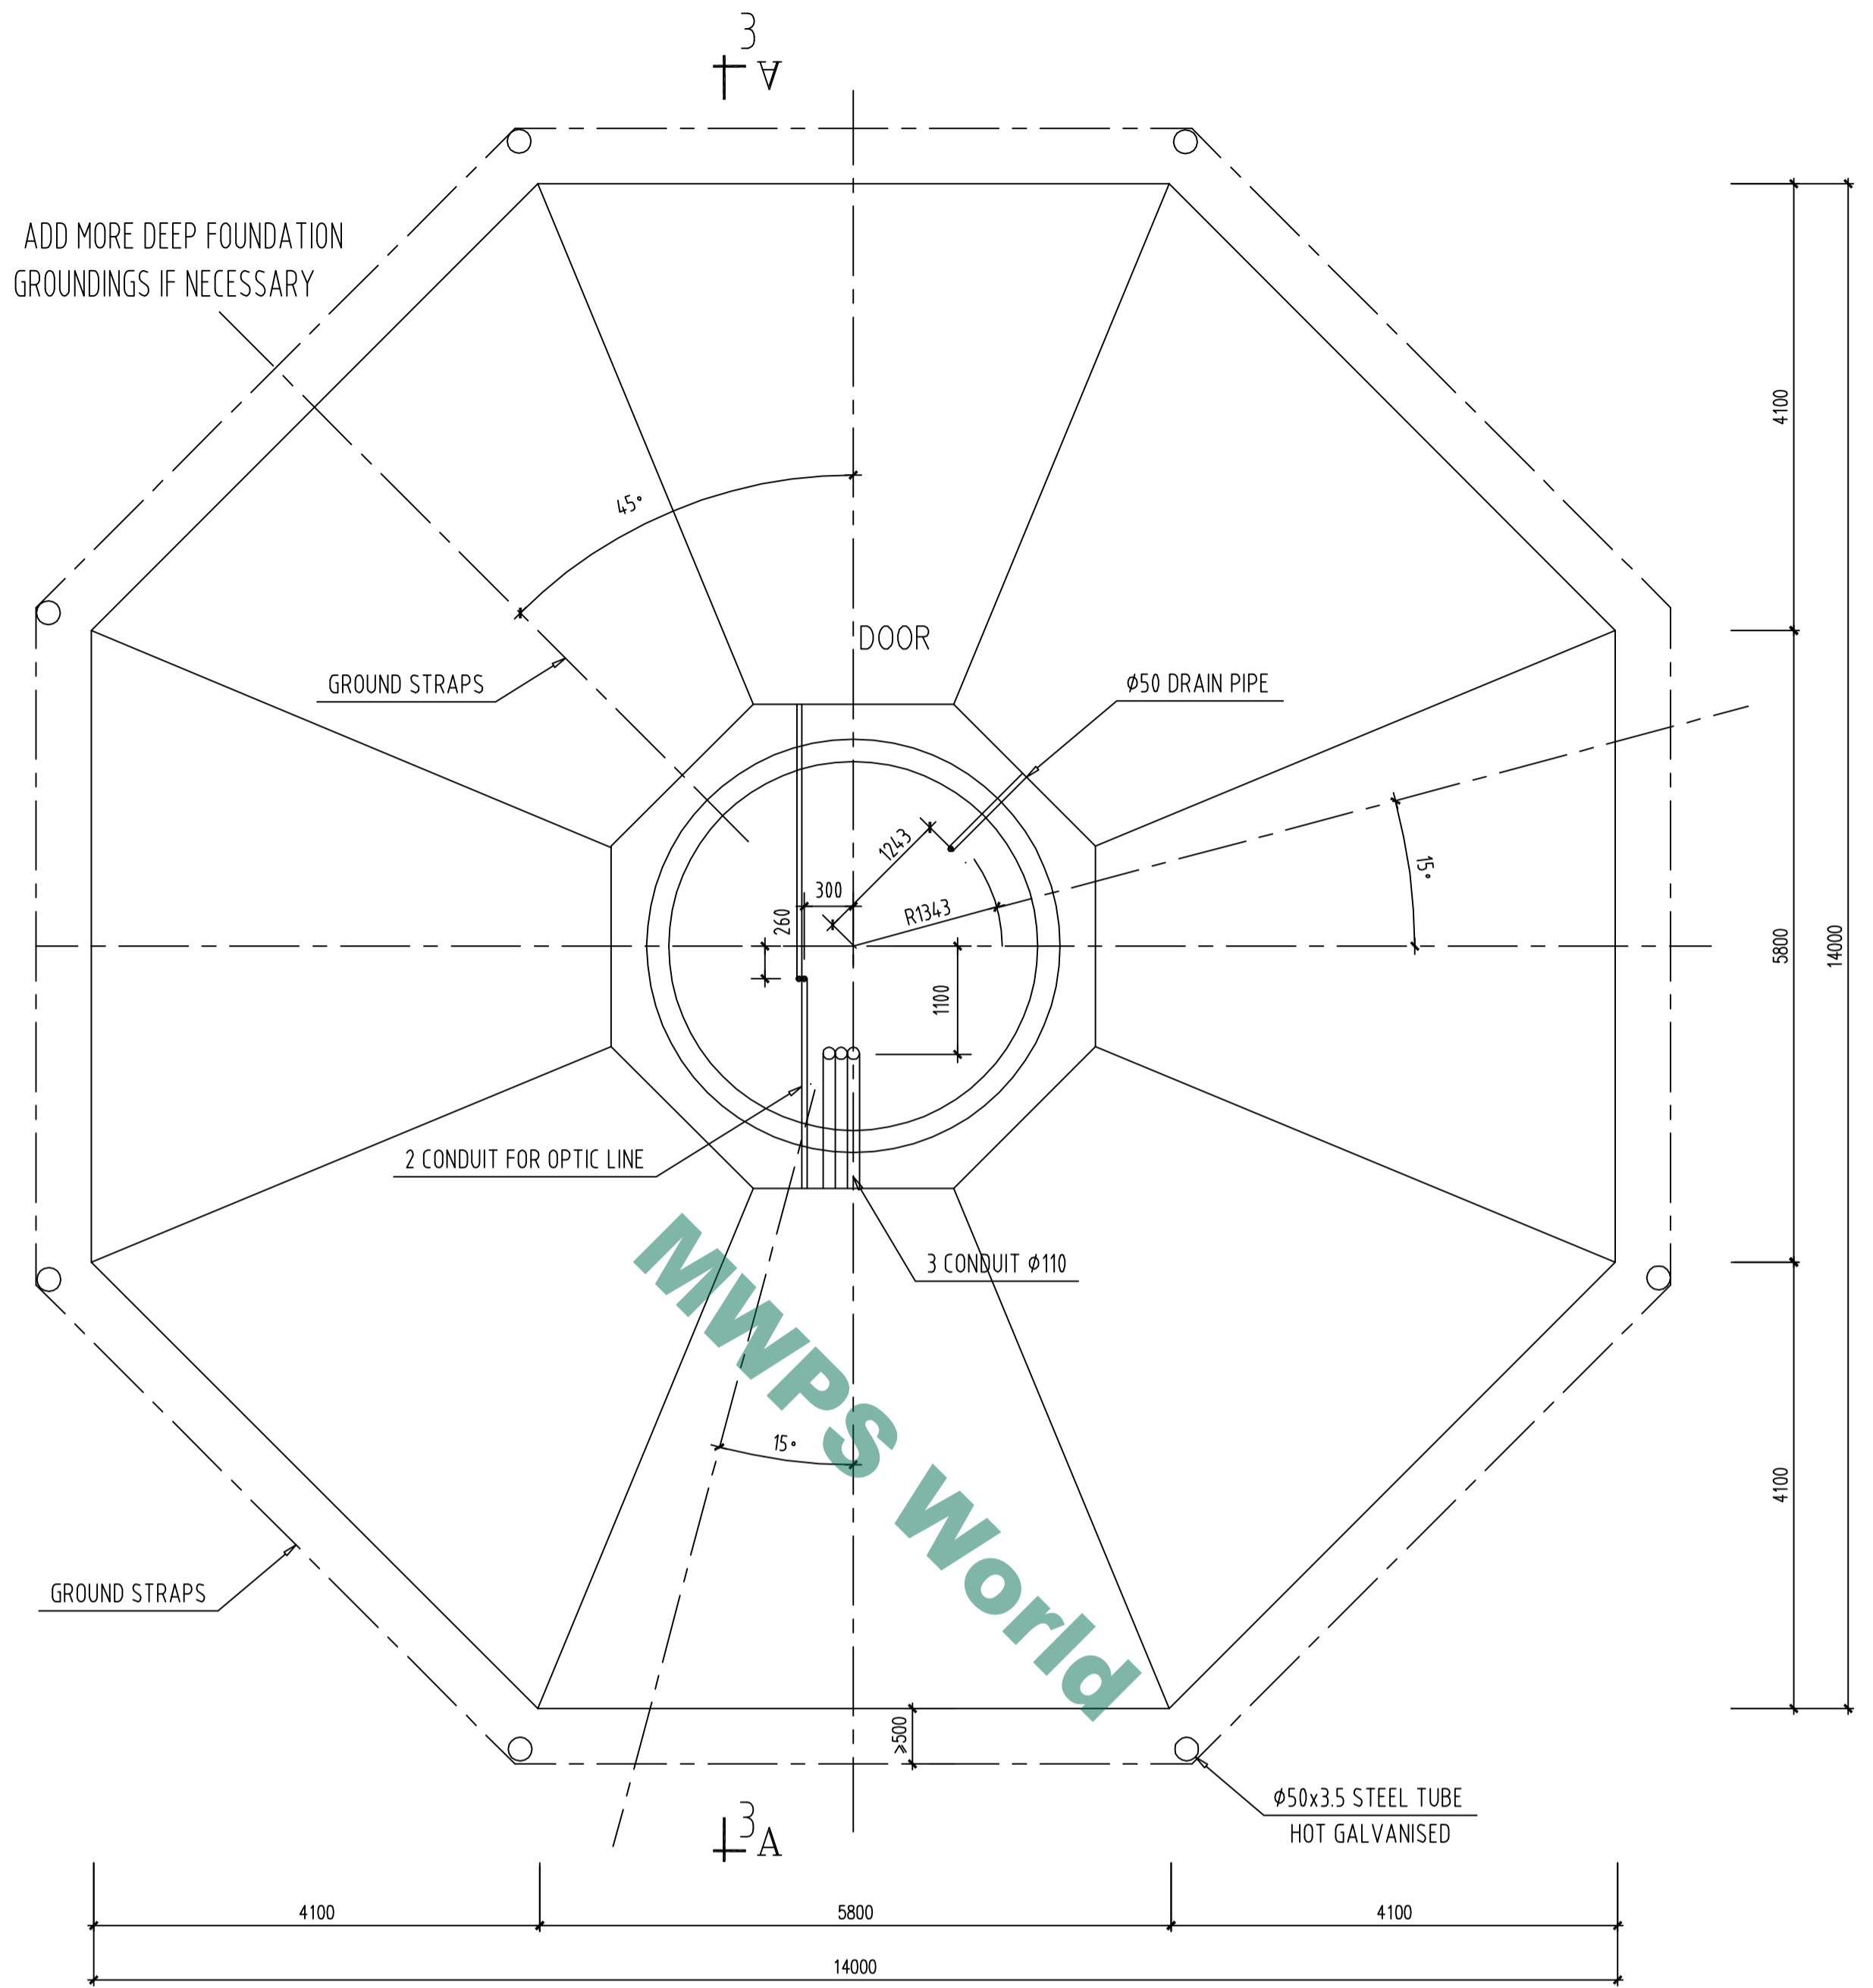 3
A
ADD MORE DEEP FOUNDATION
GROUNDINGS IF NECESSARY
4100
45°
DOOR
GROUND STRAPS
Ø50 DRAIN PIPE
1243
15°
300
R1343
260
5800
14000
1100
2 CONDUIT FOR OPTIC LINE
3 CONDUIT Ø110
MWPS World
15°
4100
GROUND STRAPS
≥500
Ø50x3.5 STEEL TUBE
HOT GALVANISED
3
A
4100
5800
4100
14000